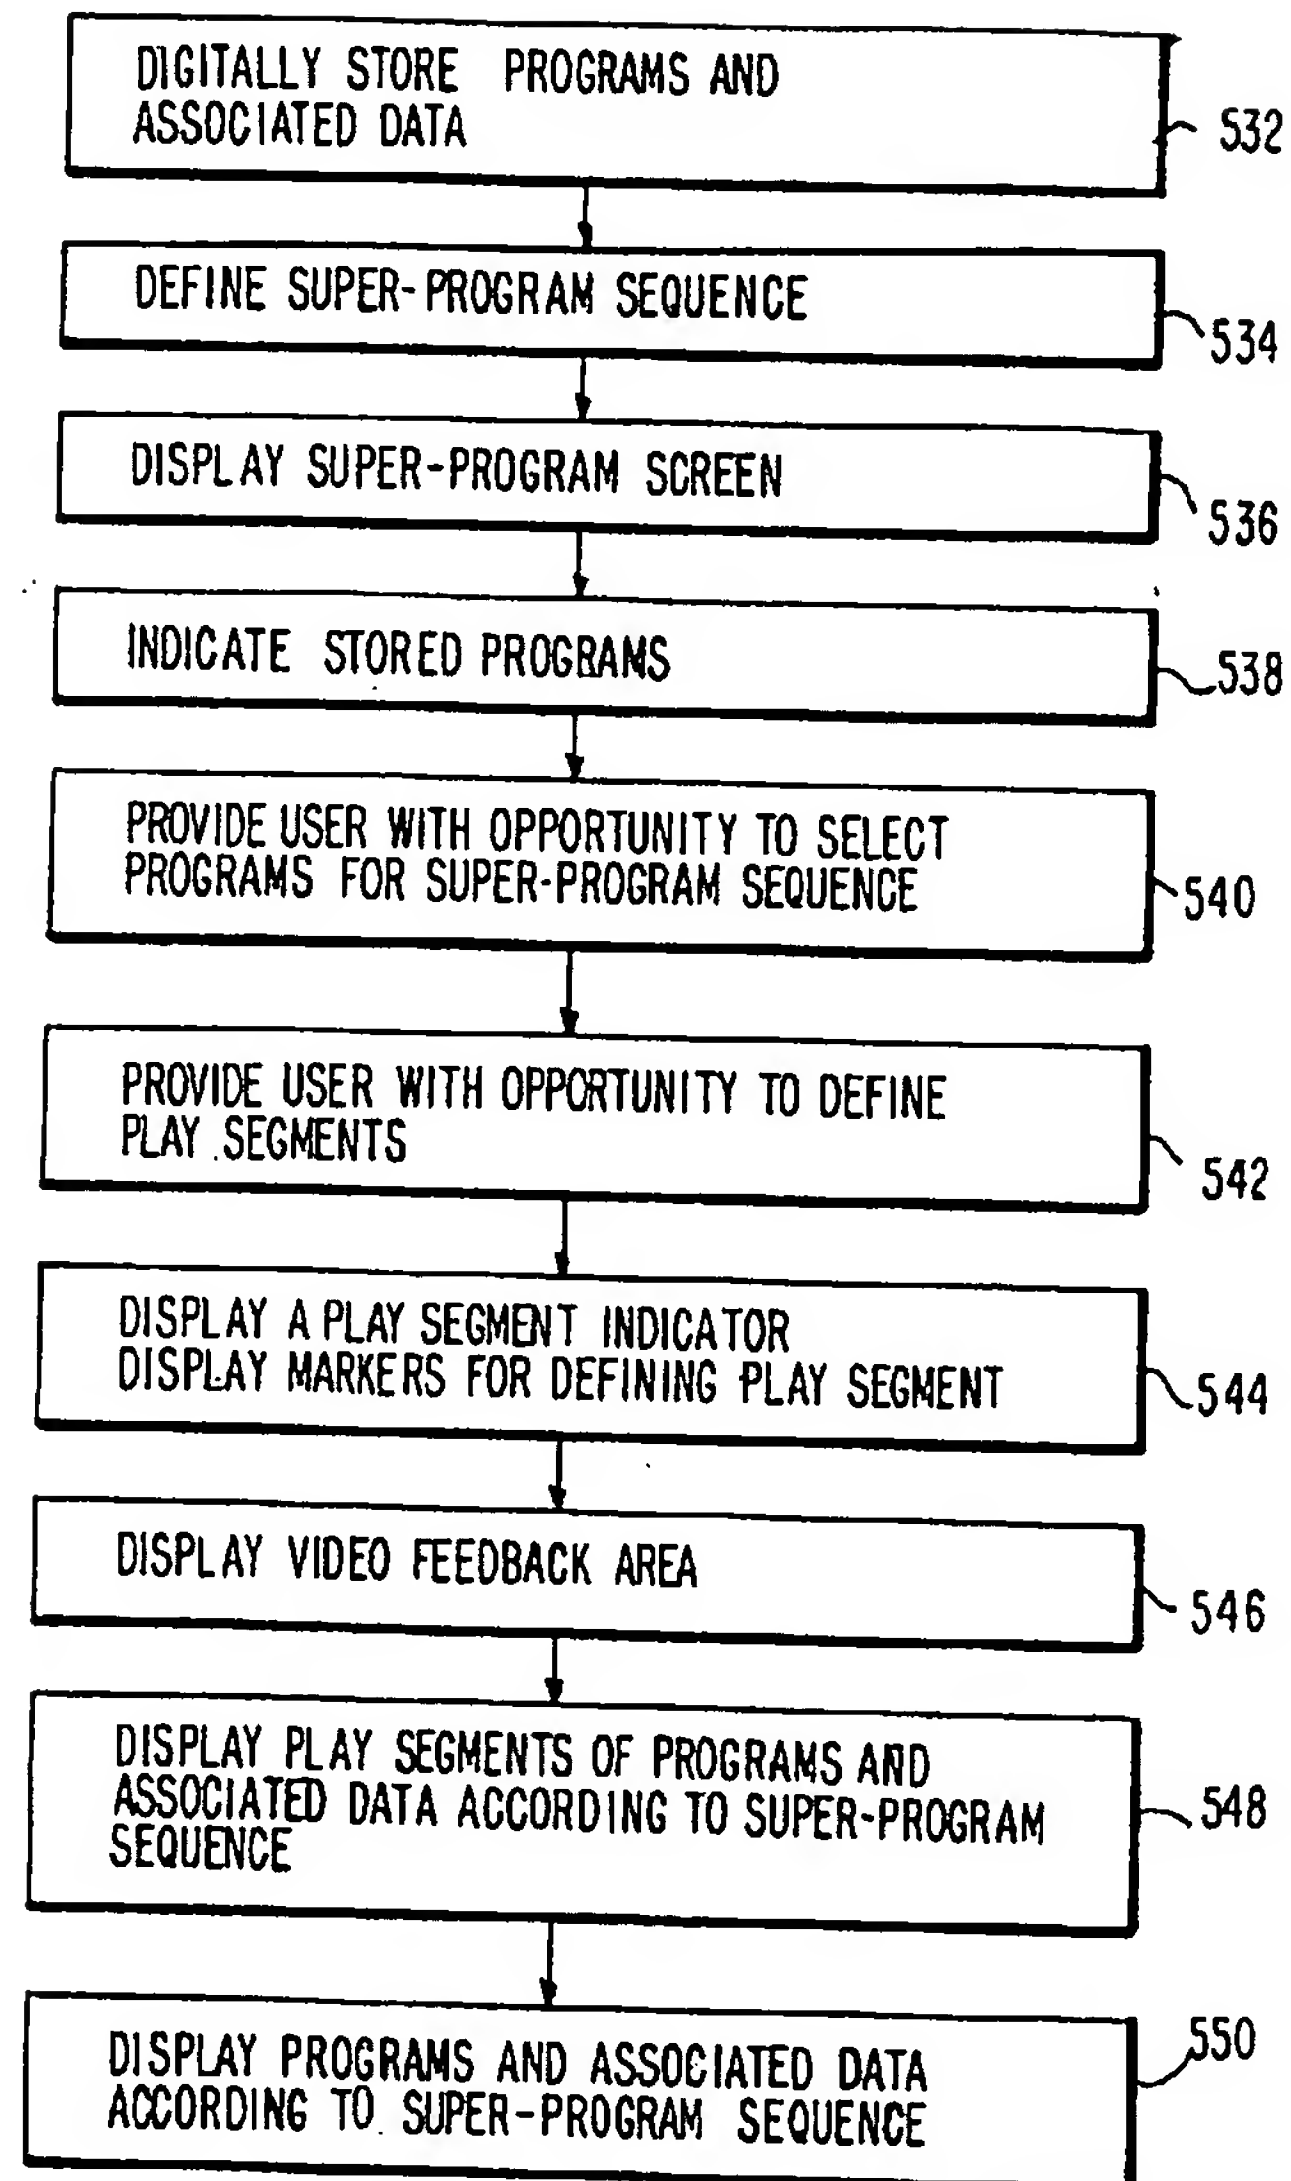 DIGITALLY STORE PROGRAMS AND
ASSOCIATED DATA
532
DEFINE SUPER-PROGRAM SEQUENCE
534
DISPLAY SUPER-PROGRAM SCREEN
536
INDICATE STORED PROGRAMS
538
PROVIDE USER WITH OPPORTUNITY TO SELECT
PROGRAMS FOR SUPER-PROGRAM SEQUENCE
540
PROVIDE USER WITH OPPORTUNITY TO DEFINE
PLAY SEGMENTS
542
DISPLAY A PLAY SEGMENT INDICATOR
DISPLAY MARKERS FOR DEFINING PLAY SEGMENT
544
DISPLAY VIDEO FEEDBACK AREA
546
DISPLAY PLAY SEGMENTS OF PROGRAMS AND
ASSOCIATED DATA ACCORDING TO SUPER-PROGRAM
SEQUENCE
548
DISPLAY PROGRAMS AND ASSOCIATED DATA
ACCORDING TO SUPER-PROGRAM SEQUENCE
550